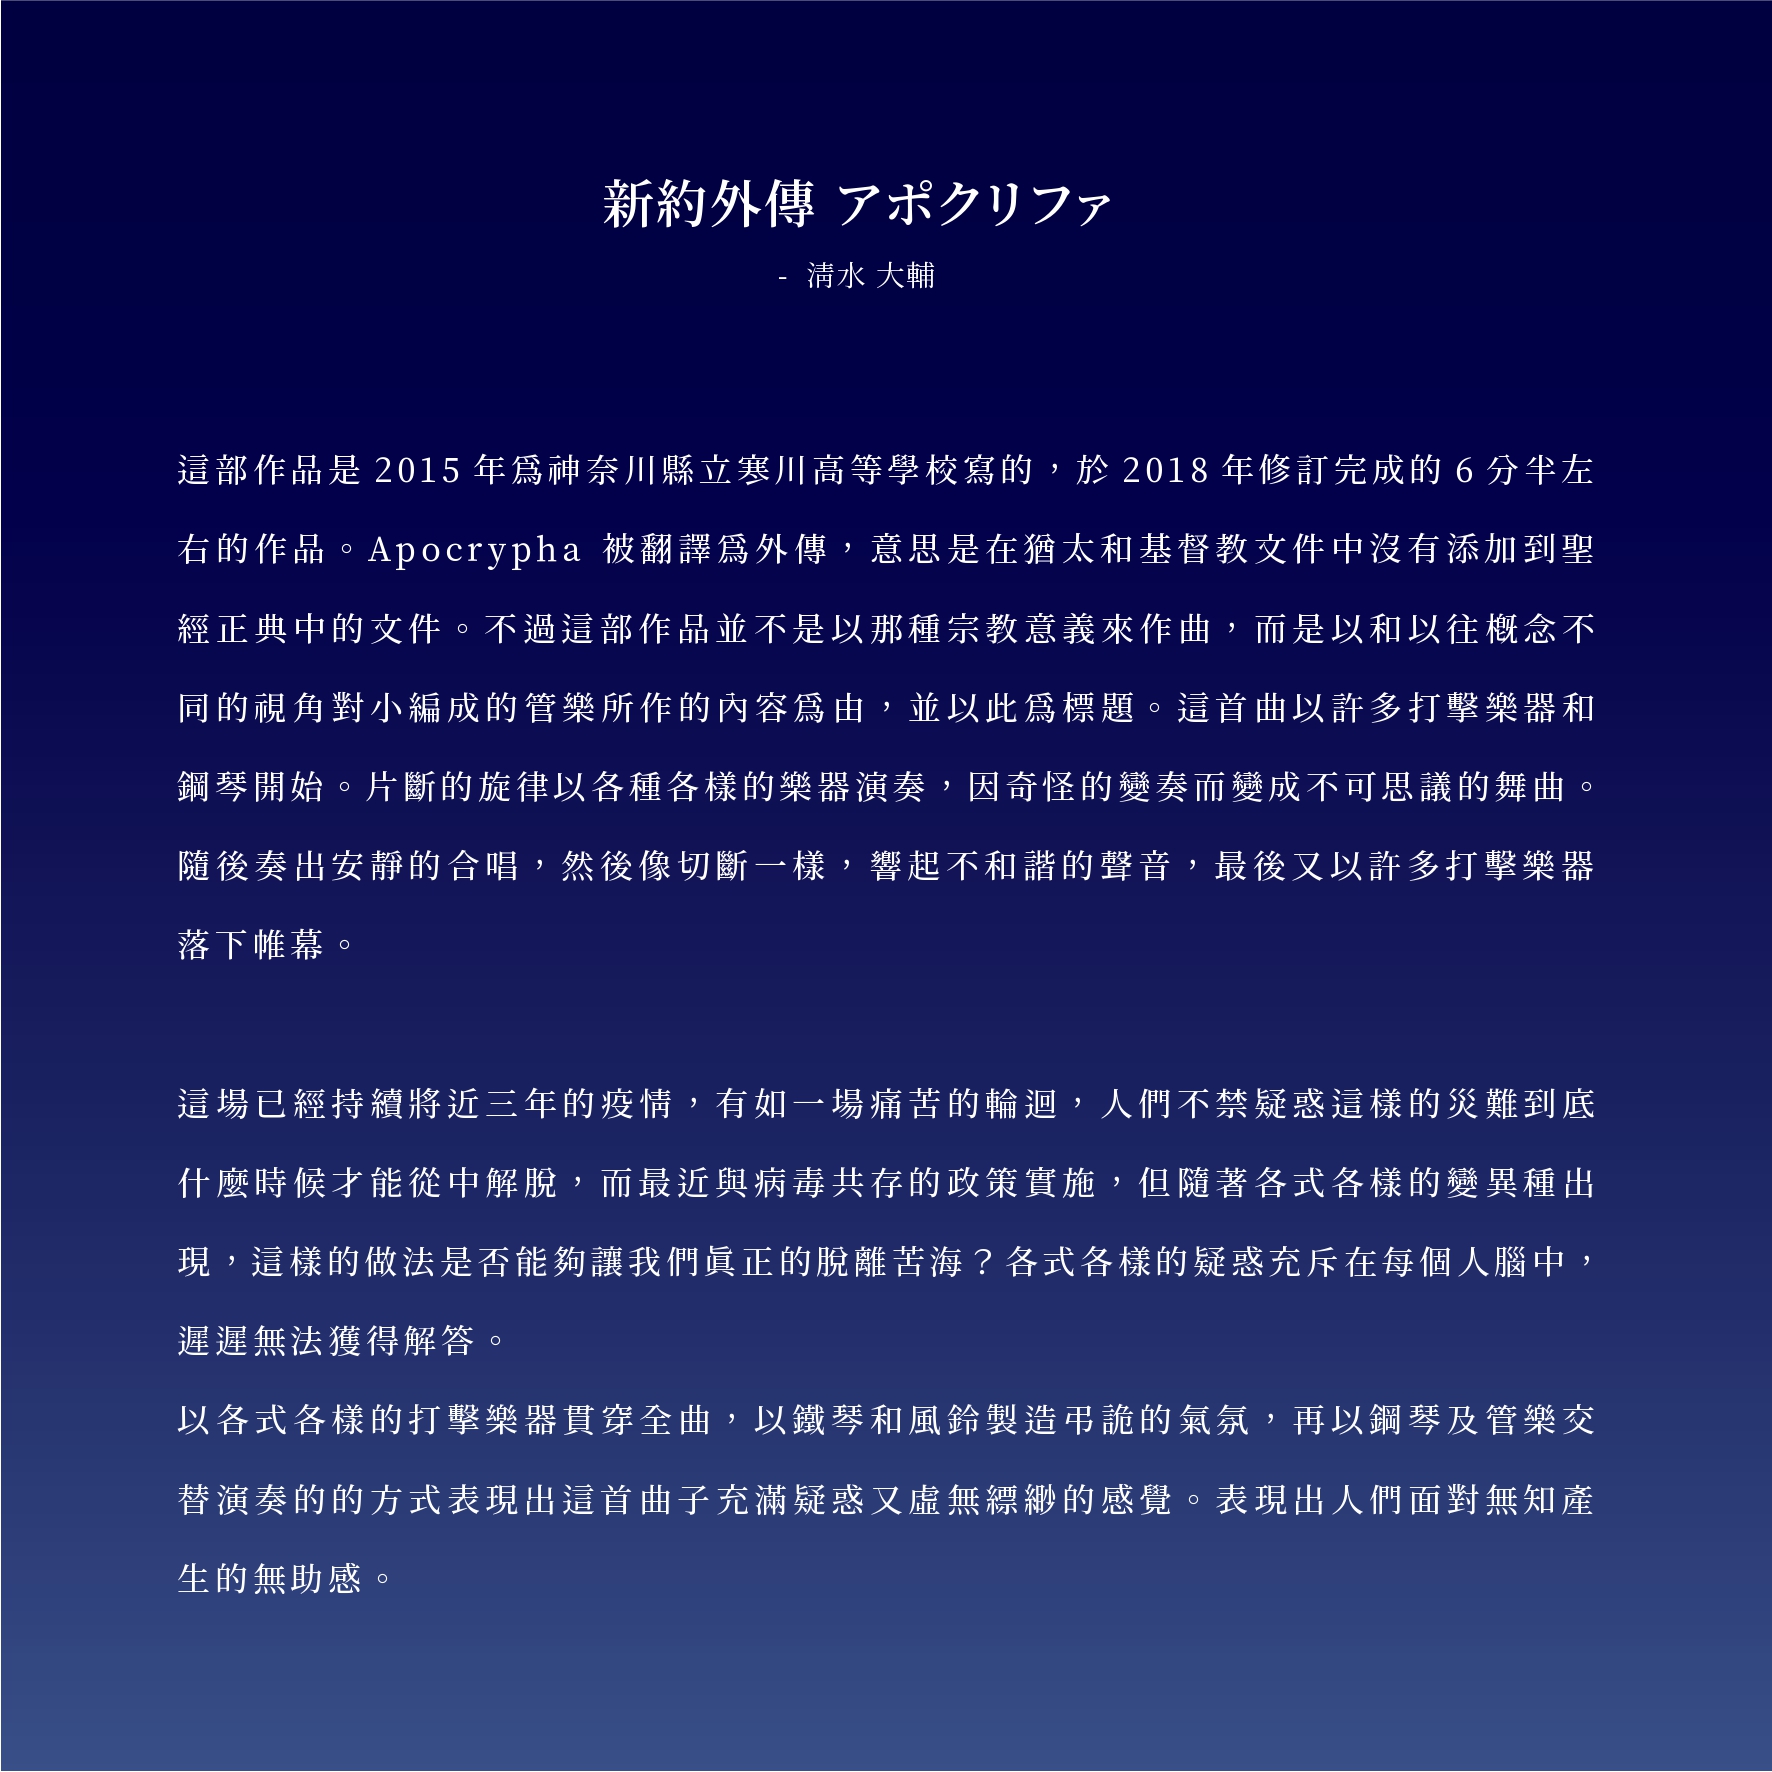 新約外傳 アポクリファ
- 淸水 大輔
這部作品是 2015 年爲神奈川縣立寒川高等學校寫的，於 2018 年修訂完成的 6 分半左
右的作品。Apocrypha 被翻譯爲外傳，意思是在猶太和基督教文件中沒有添加到聖
經正典中的文件。不過這部作品並不是以那種宗教意義來作曲，而是以和以往槪念不
同的視角對小編成的管樂所作的內容爲由，並以此爲標題。這首曲以許多打擊樂器和
鋼琴開始。片斷的旋律以各種各樣的樂器演奏，因奇怪的變奏而變成不可思議的舞曲。
隨後奏出安靜的合唱，然後像切斷一樣，響起不和諧的聲音，最後又以許多打擊樂器
落下帷幕。
這場已經持續將近三年的疫情，有如一場痛苦的輪迴，人們不禁疑惑這樣的災難到底
什麼時候才能從中解脫，而最近與病毒共存的政策實施，但隨著各式各樣的變異種出
現，這樣的做法是否能夠讓我們眞正的脫離苦海？各式各樣的疑惑充斥在每個人腦中，
遲遲無法獲得解答。
以各式各樣的打擊樂器貫穿全曲，以鐵琴和風鈴製造弔詭的氣氛，再以鋼琴及管樂交
替演奏的的方式表現出這首曲子充滿疑惑又虛無縹緲的感覺。表現出人們面對無知產
生的無助感。